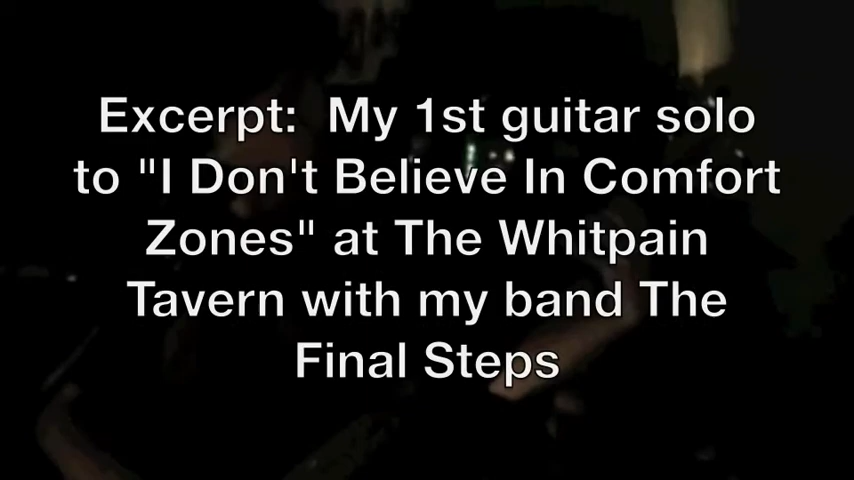 Excerpt:  My 1st guitar solo
to "I Don't Believe In Comfort
Zones" at The Whitpain
Tavern with my band The
Final Steps